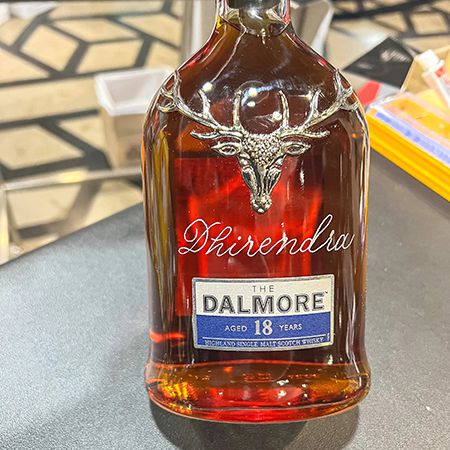 Dhirendra
THE
DALMORE
AGED 18 YEARS
HIGHLAND SINGLE MALT SCOTCH WHISKY